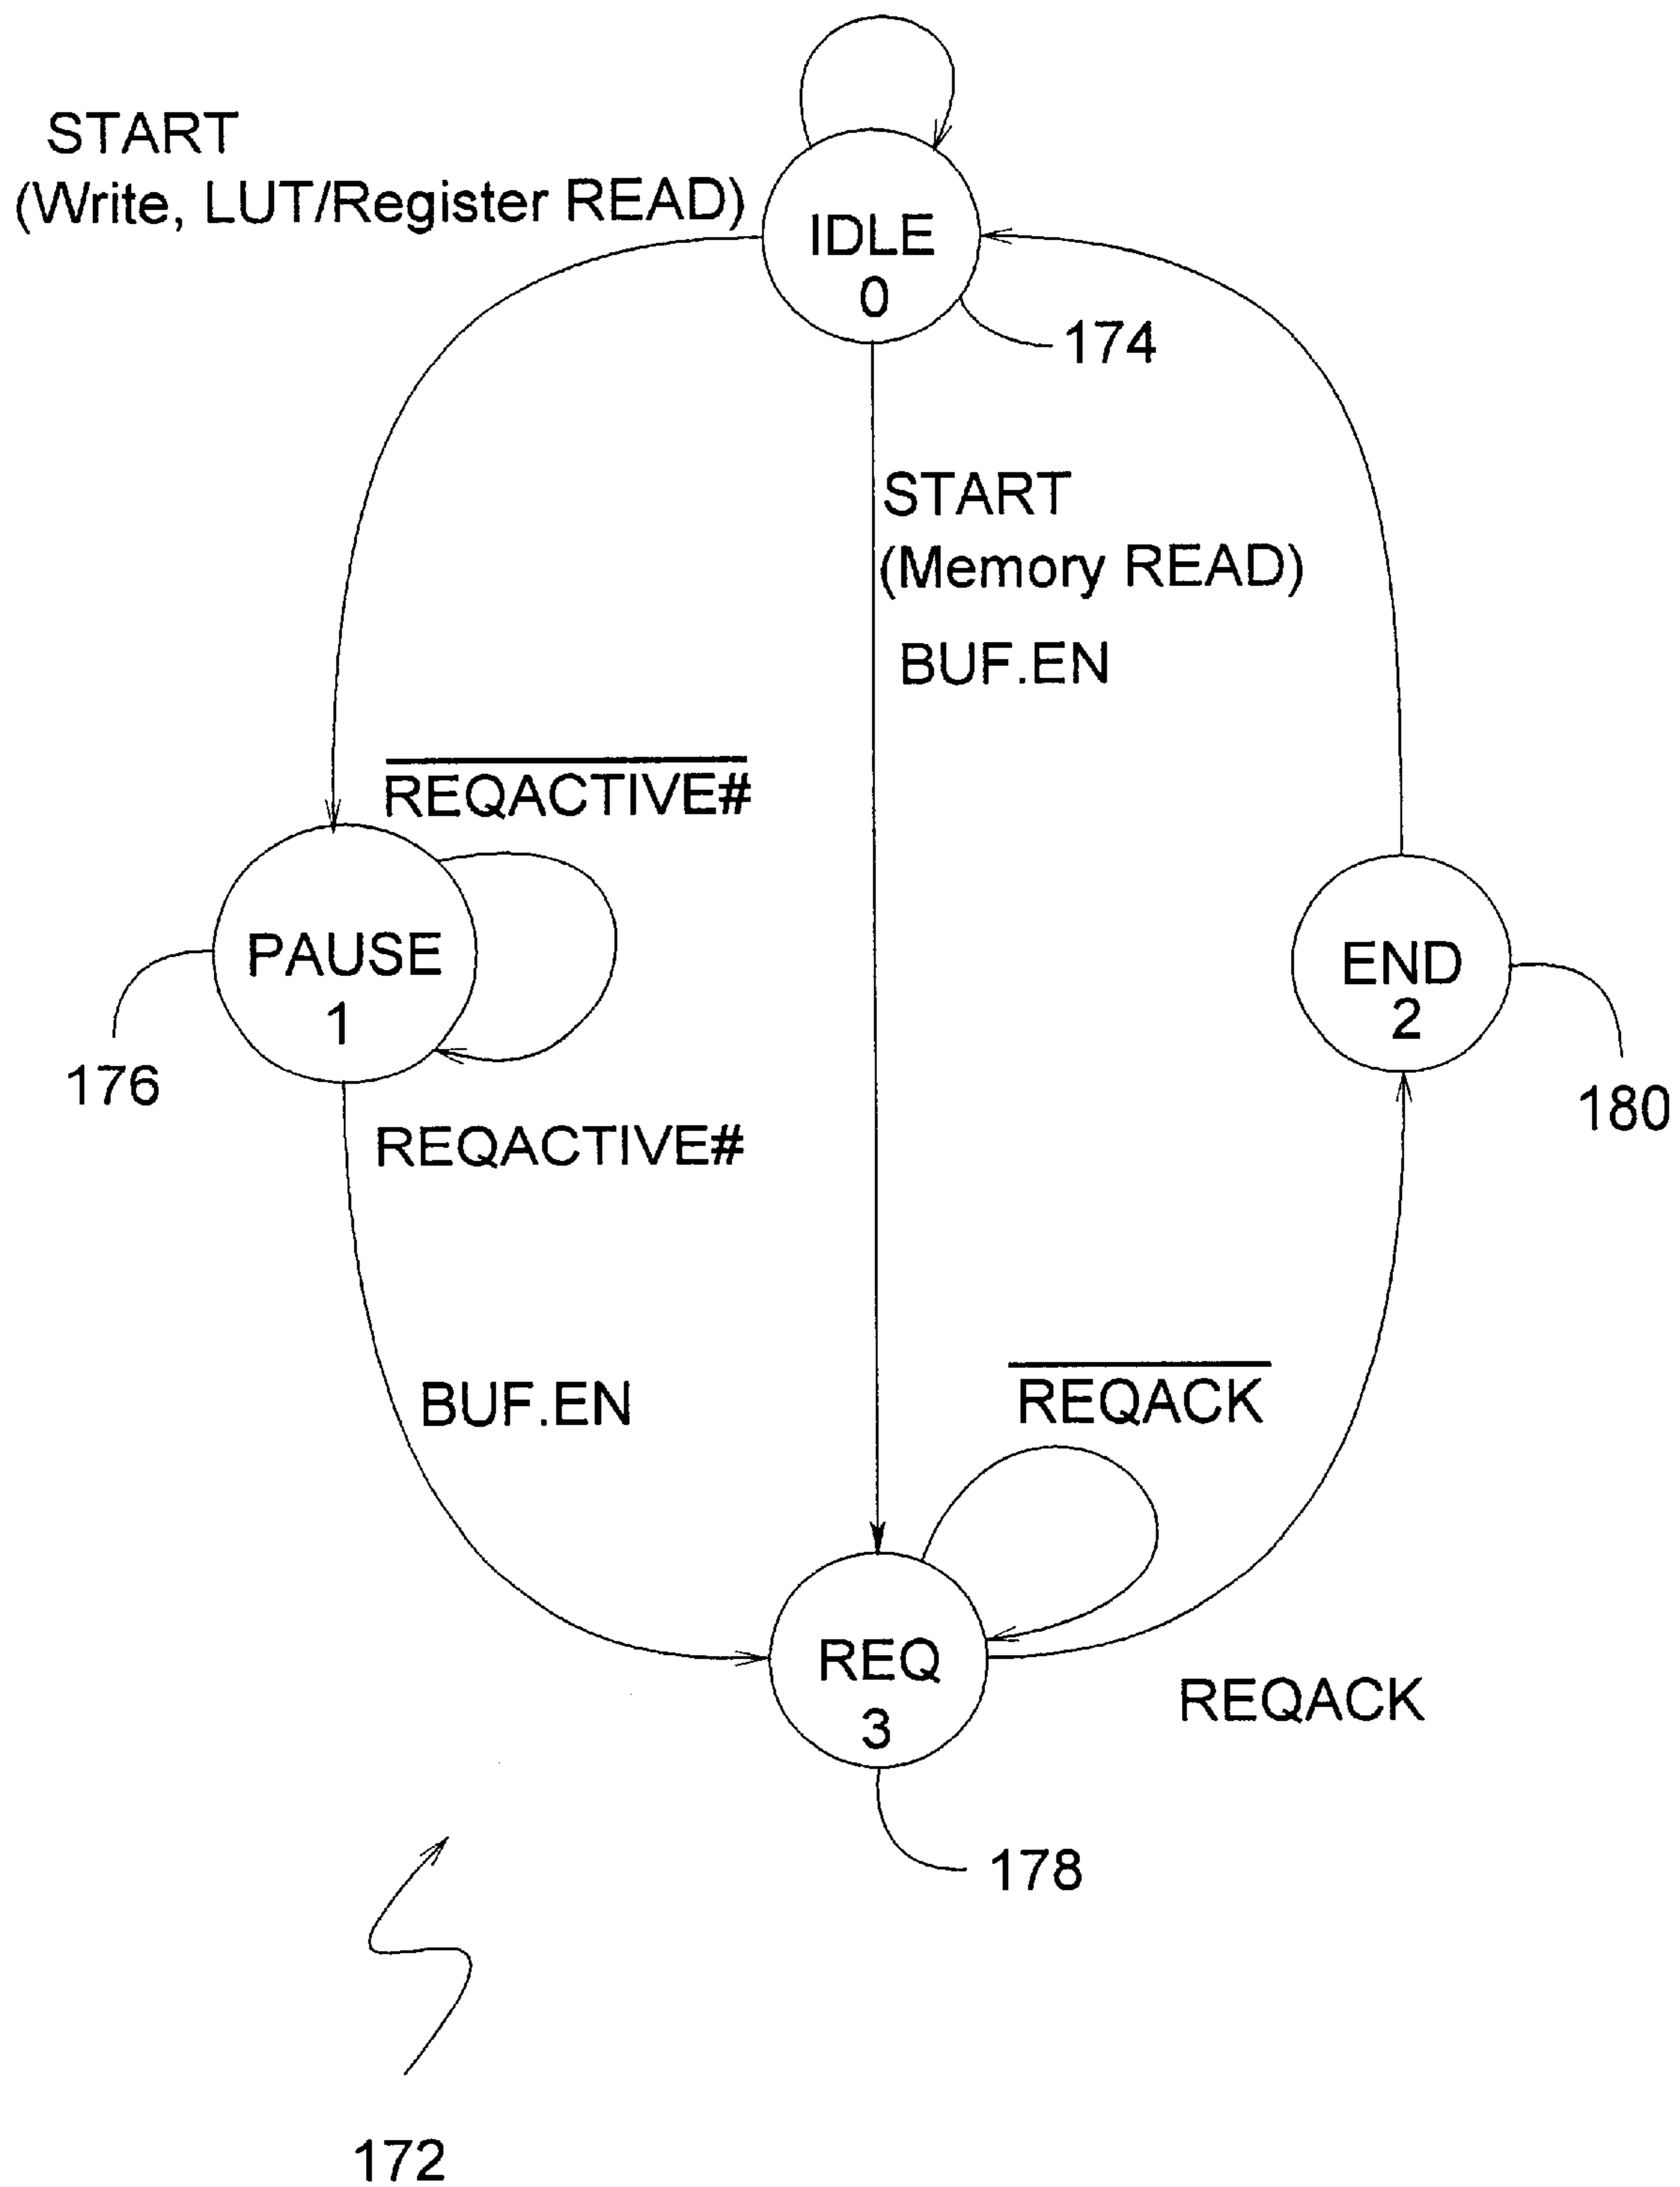 START
(Write, LUT/Register READ)
IDLE
0
174
START
(Memory READ)
BUF.EN
REQACTIVE#
PAUSE
1
176
END
2
180
REQACTIVE#
BUF.EN
REQACK
REQ
3
REQACK
178
172